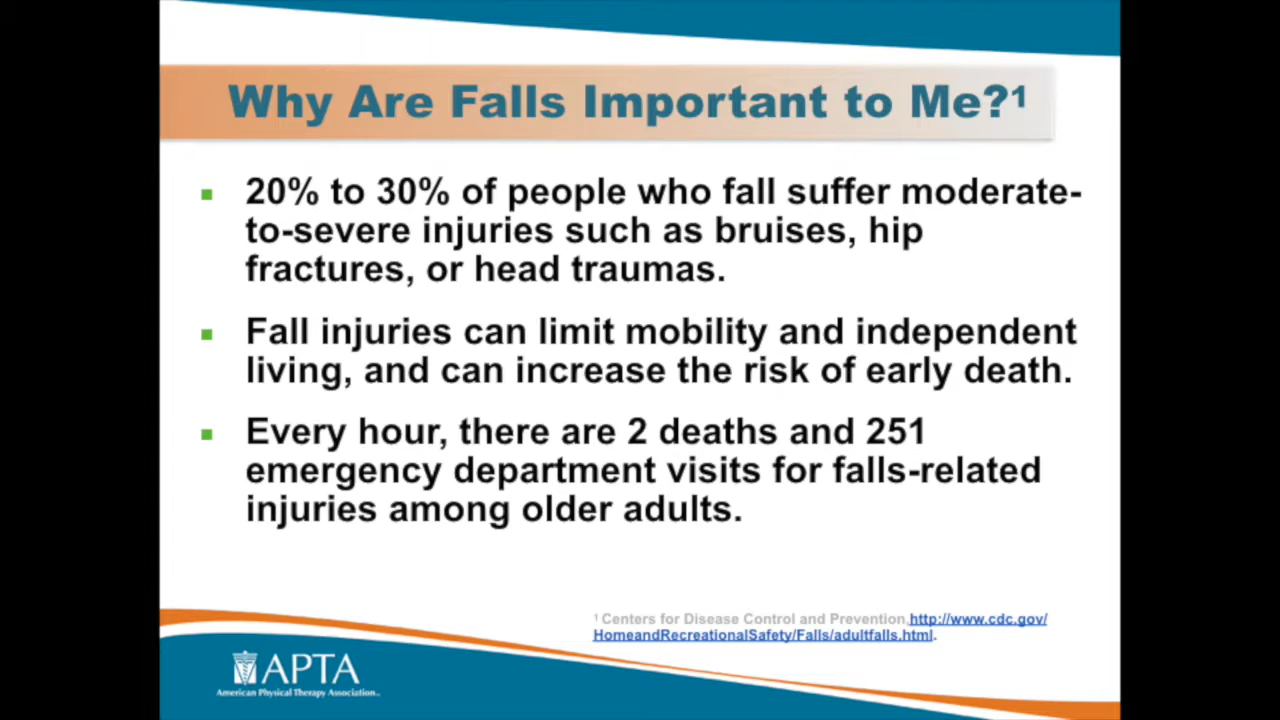 Why Are Falls Important to Me?¹
▪ 20% to 30% of people who fall suffer moderate-
to-severe injuries such as bruises, hip
fractures, or head traumas.
▪ Fall injuries can limit mobility and independent
living, and can increase the risk of early death.
▪ Every hour, there are 2 deaths and 251
emergency department visits for falls-related
injuries among older adults.
¹ Centers for Disease Control and Prevention,http://www.cdc.gov/
HomeandRecreationalSafety/Falls/adultfalls.html.
APTA
American Physical Therapy Association™